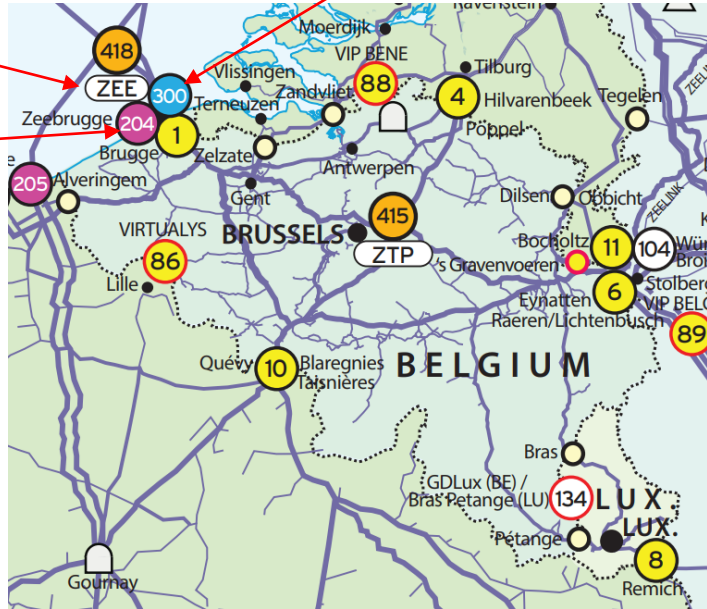 Moerdijk
Ravenstein
418
VIP BENE
ZEE
300
Vlissingen
88
Tilburg
Zeebrugge
204
Terneuzen
Zandvliet
4
Hilvarenbeek
Tegelen
ZEELINK
1
Poppel
Brugge
Zelzate
205
Alveringem
Gent
Antwerpen
Dilsen
Obbicht
ZEELINK
415
VIRTUALYS
BRUSSELS
ZTP
Bocholtz
11
104
86
's Gravenvoeren
Lille
Eynatten
6
Stolberg
Raeren/Lichtenbusch
VIP BELG
89
Quévy
10
Blaregnies
Taisnières
BELGIUM
Bras
GDLux (BE) /
Bras Petange (LU)
134
LUX.
LUX.
Pétange
8
Gournay
Remich